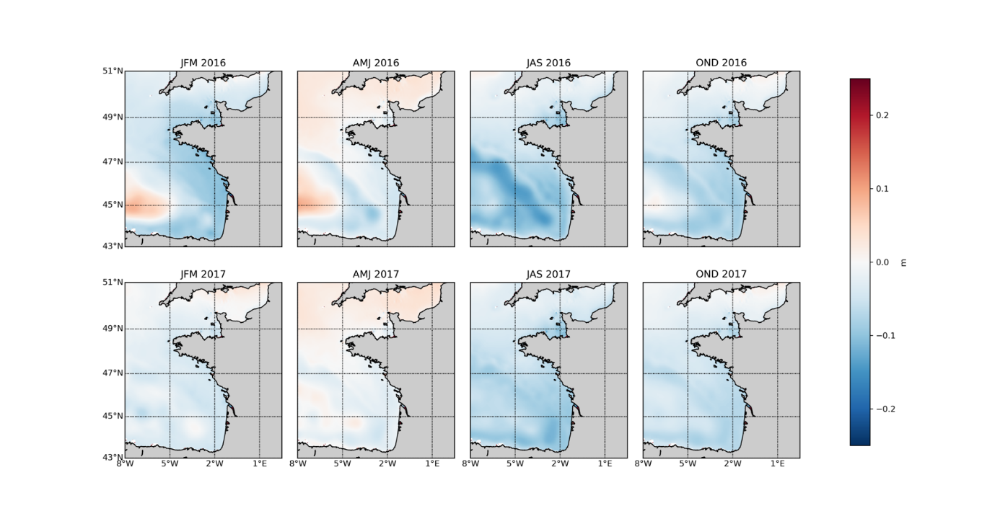 JFM 2016 AMJ 2016 JAS 2016 OND 2016
51°N
49°N
47°N
45°N
43°N
JFM 2017 AMJ 2017 JAS 2017 OND 2017
51°N
49°N
47°N
45°N
43°N
8°W 5°W 2°W 1°E 8°W 5°W 2°W 1°E 8°W 5°W 2°W 1°E 8°W 5°W 2°W 1°E
0.2
0.1
0.0
−0.1
−0.2
m